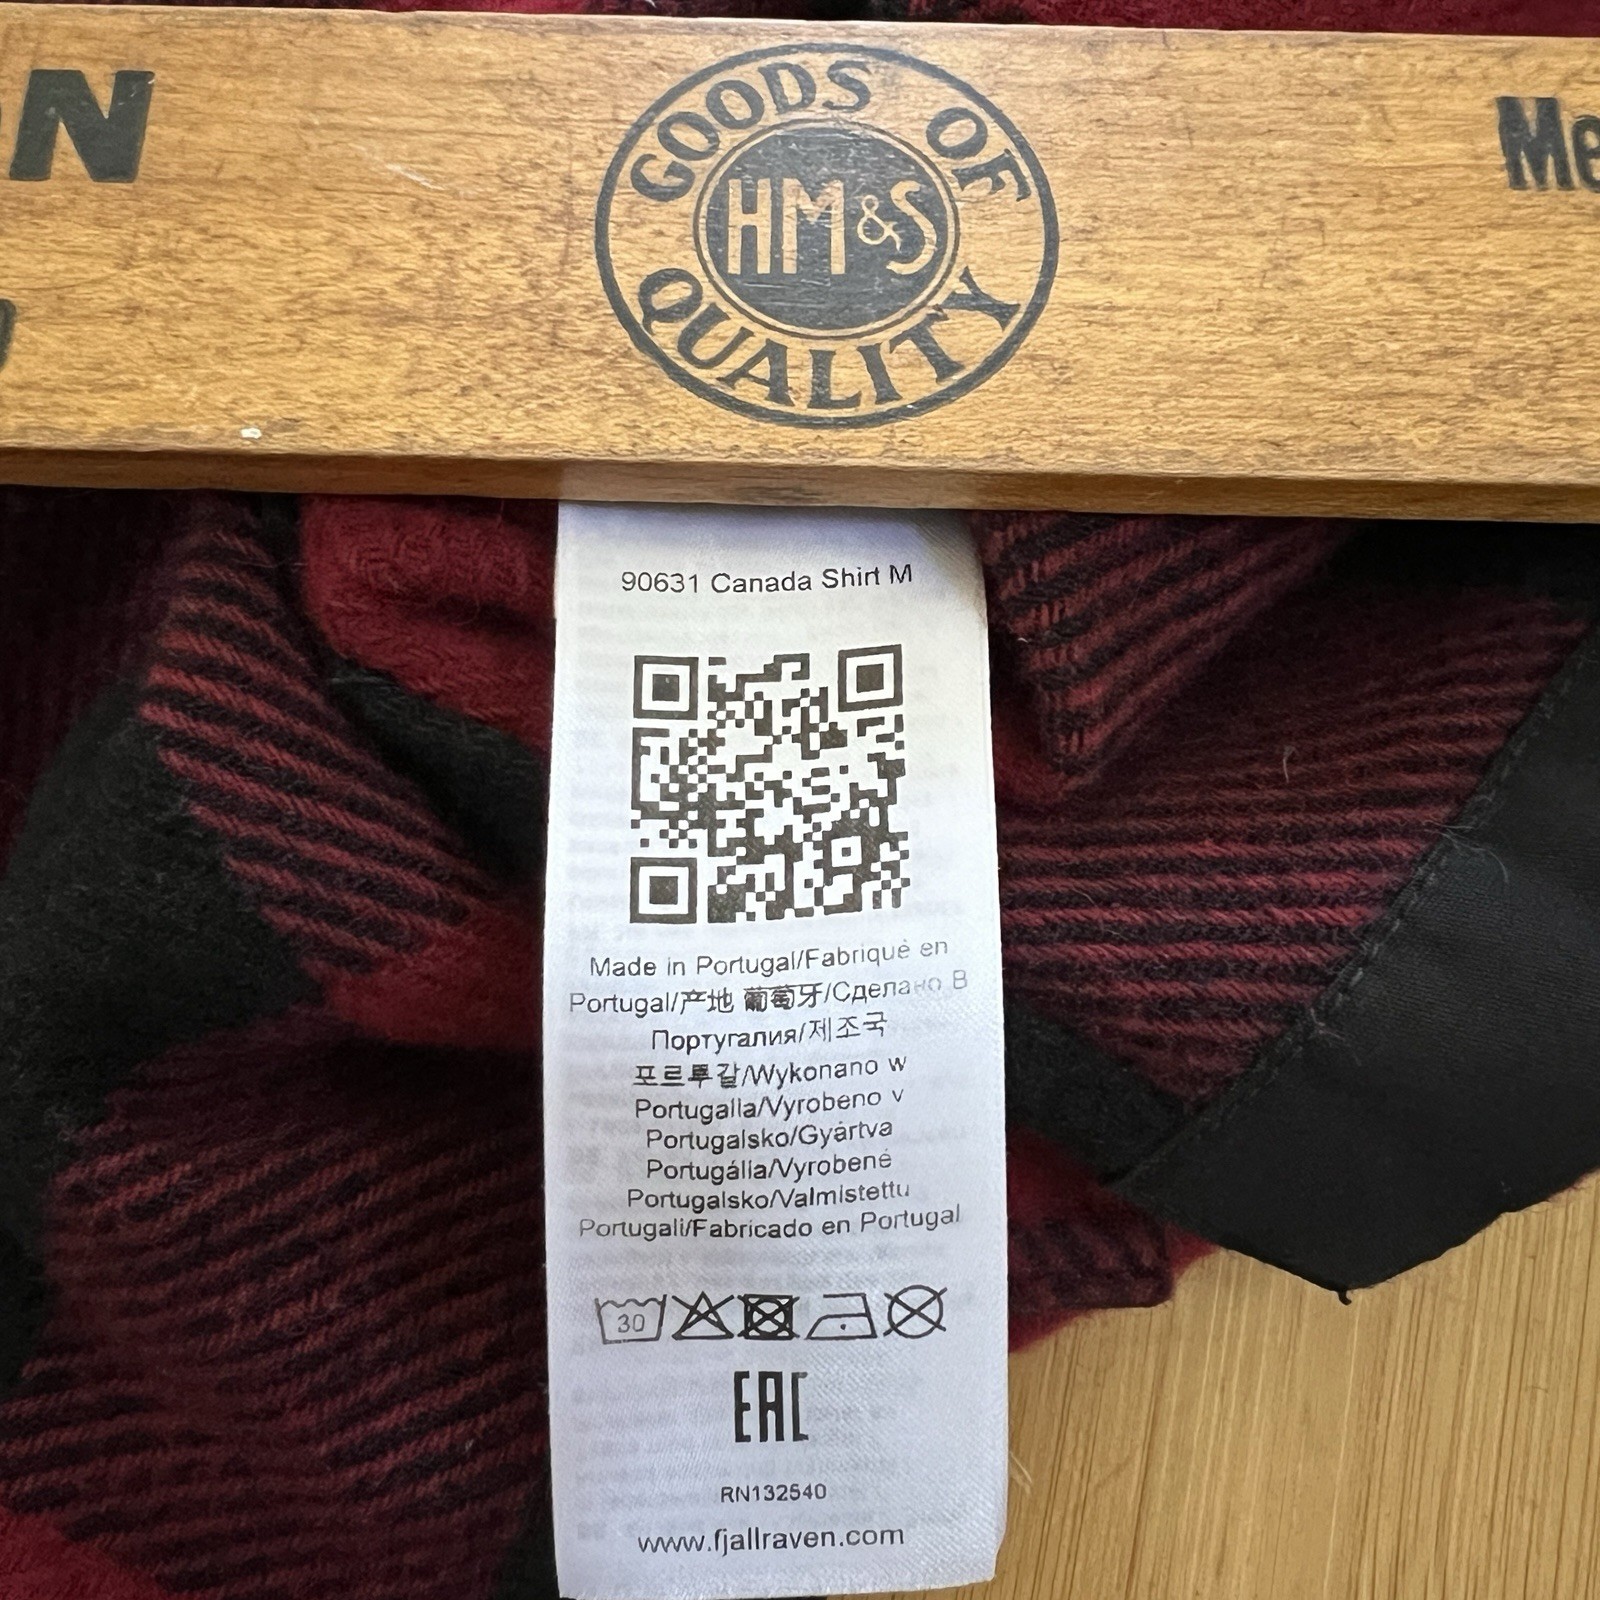 ON
GOODS OF
HM&S
QUALITY
Me
90631 Canada Shirt M
Made in Portugal/Fabriqué en
Portugal/产地 葡萄牙/Сделано В
Португалия/제조국
포르투갈/Wykonano w
Portugalia/Vyrobeno v
Portugalsko/Gyártva
Portugália/Vyrobené
Portugalsko/Valmistettu
Portugali/Fabricado en Portugal
30
EAC
RN132540
www.fjallraven.com